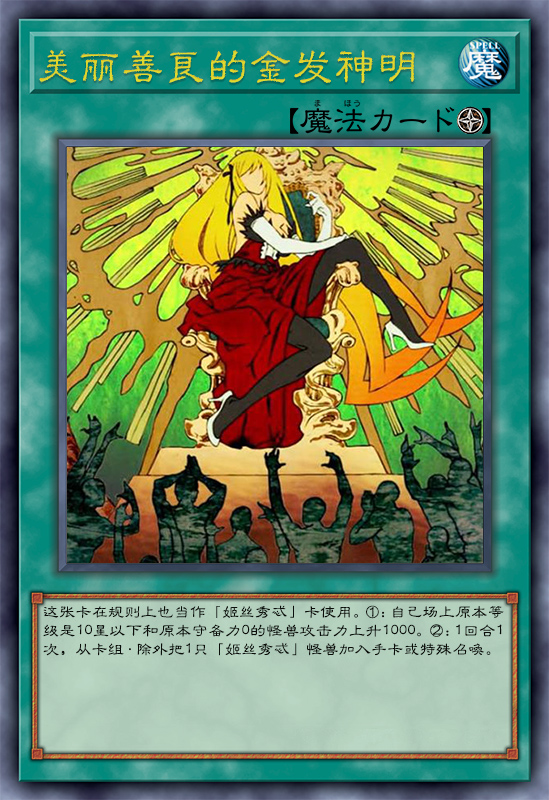 美丽善良的金发神明
SPELL
魔
【魔法カード】
ま ほう
这张卡在规则上也当作「姬丝秀忒」卡使用。①：自己场上原本等
级是10星以下和原本守备力0的怪兽攻击力上升1000。②：1回合1
次，从卡组·除外把1只「姬丝秀忒」怪兽加入手卡或特殊召唤。